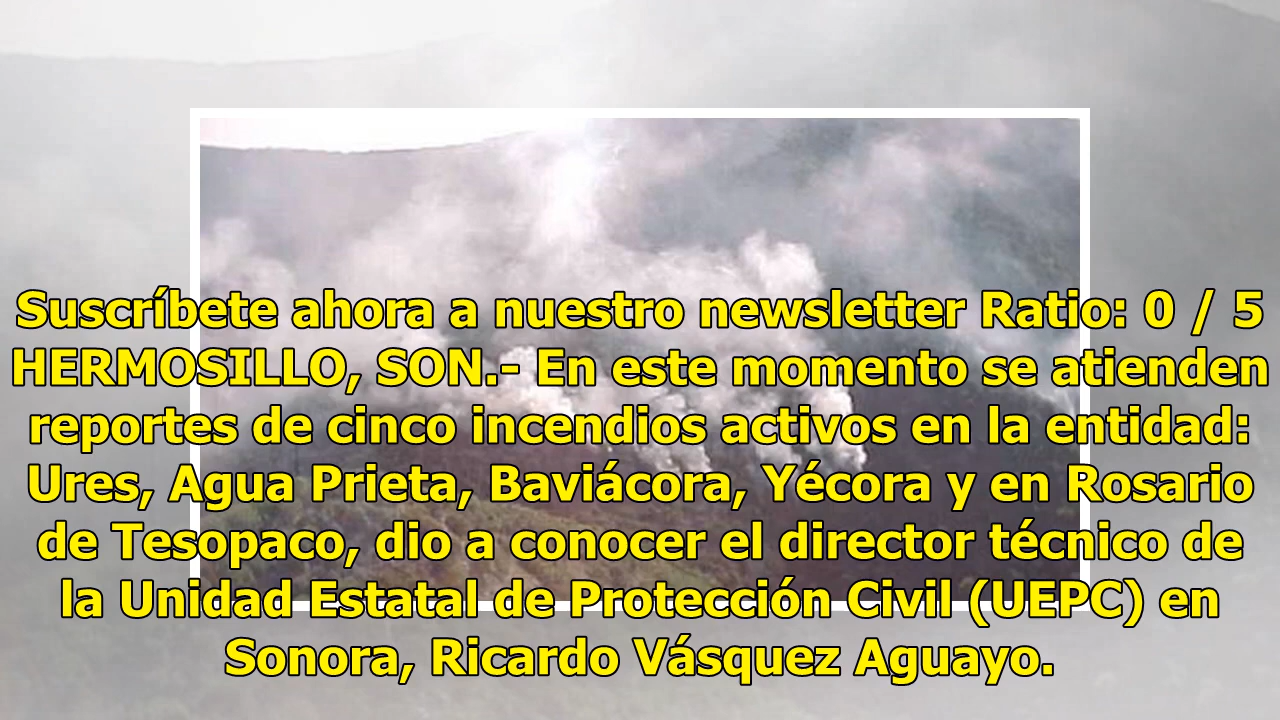 Suscríbete ahora a nuestro newsletter Ratio: 0 / 5
HERMOSILLO, SON.- En este momento se atienden
reportes de cinco incendios activos en la entidad:
Ures, Agua Prieta, Baviácora, Yécora y en Rosario
de Tesopaco, dio a conocer el director técnico de
la Unidad Estatal de Protección Civil (UEPC) en
Sonora, Ricardo Vásquez Aguayo.